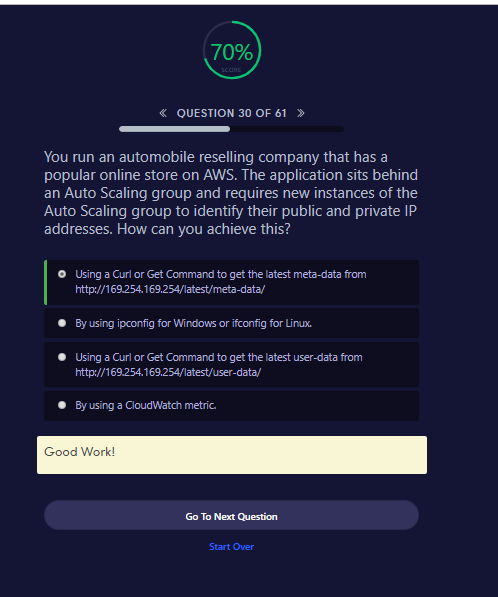 70%
SCORE
« QUESTION 30 OF 61 »
You run an automobile reselling company that has a
popular online store on AWS. The application sits behind
an Auto Scaling group and requires new instances of the
Auto Scaling group to identify their public and private IP
addresses. How can you achieve this?
Using a Curl or Get Command to get the latest meta-data from
http://169.254.169.254/latest/meta-data/
By using ipconfig for Windows or ifconfig for Linux.
Using a Curl or Get Command to get the latest user-data from
http://169.254.169.254/latest/user-data/
By using a CloudWatch metric.
Good Work!
Go To Next Question
Start Over